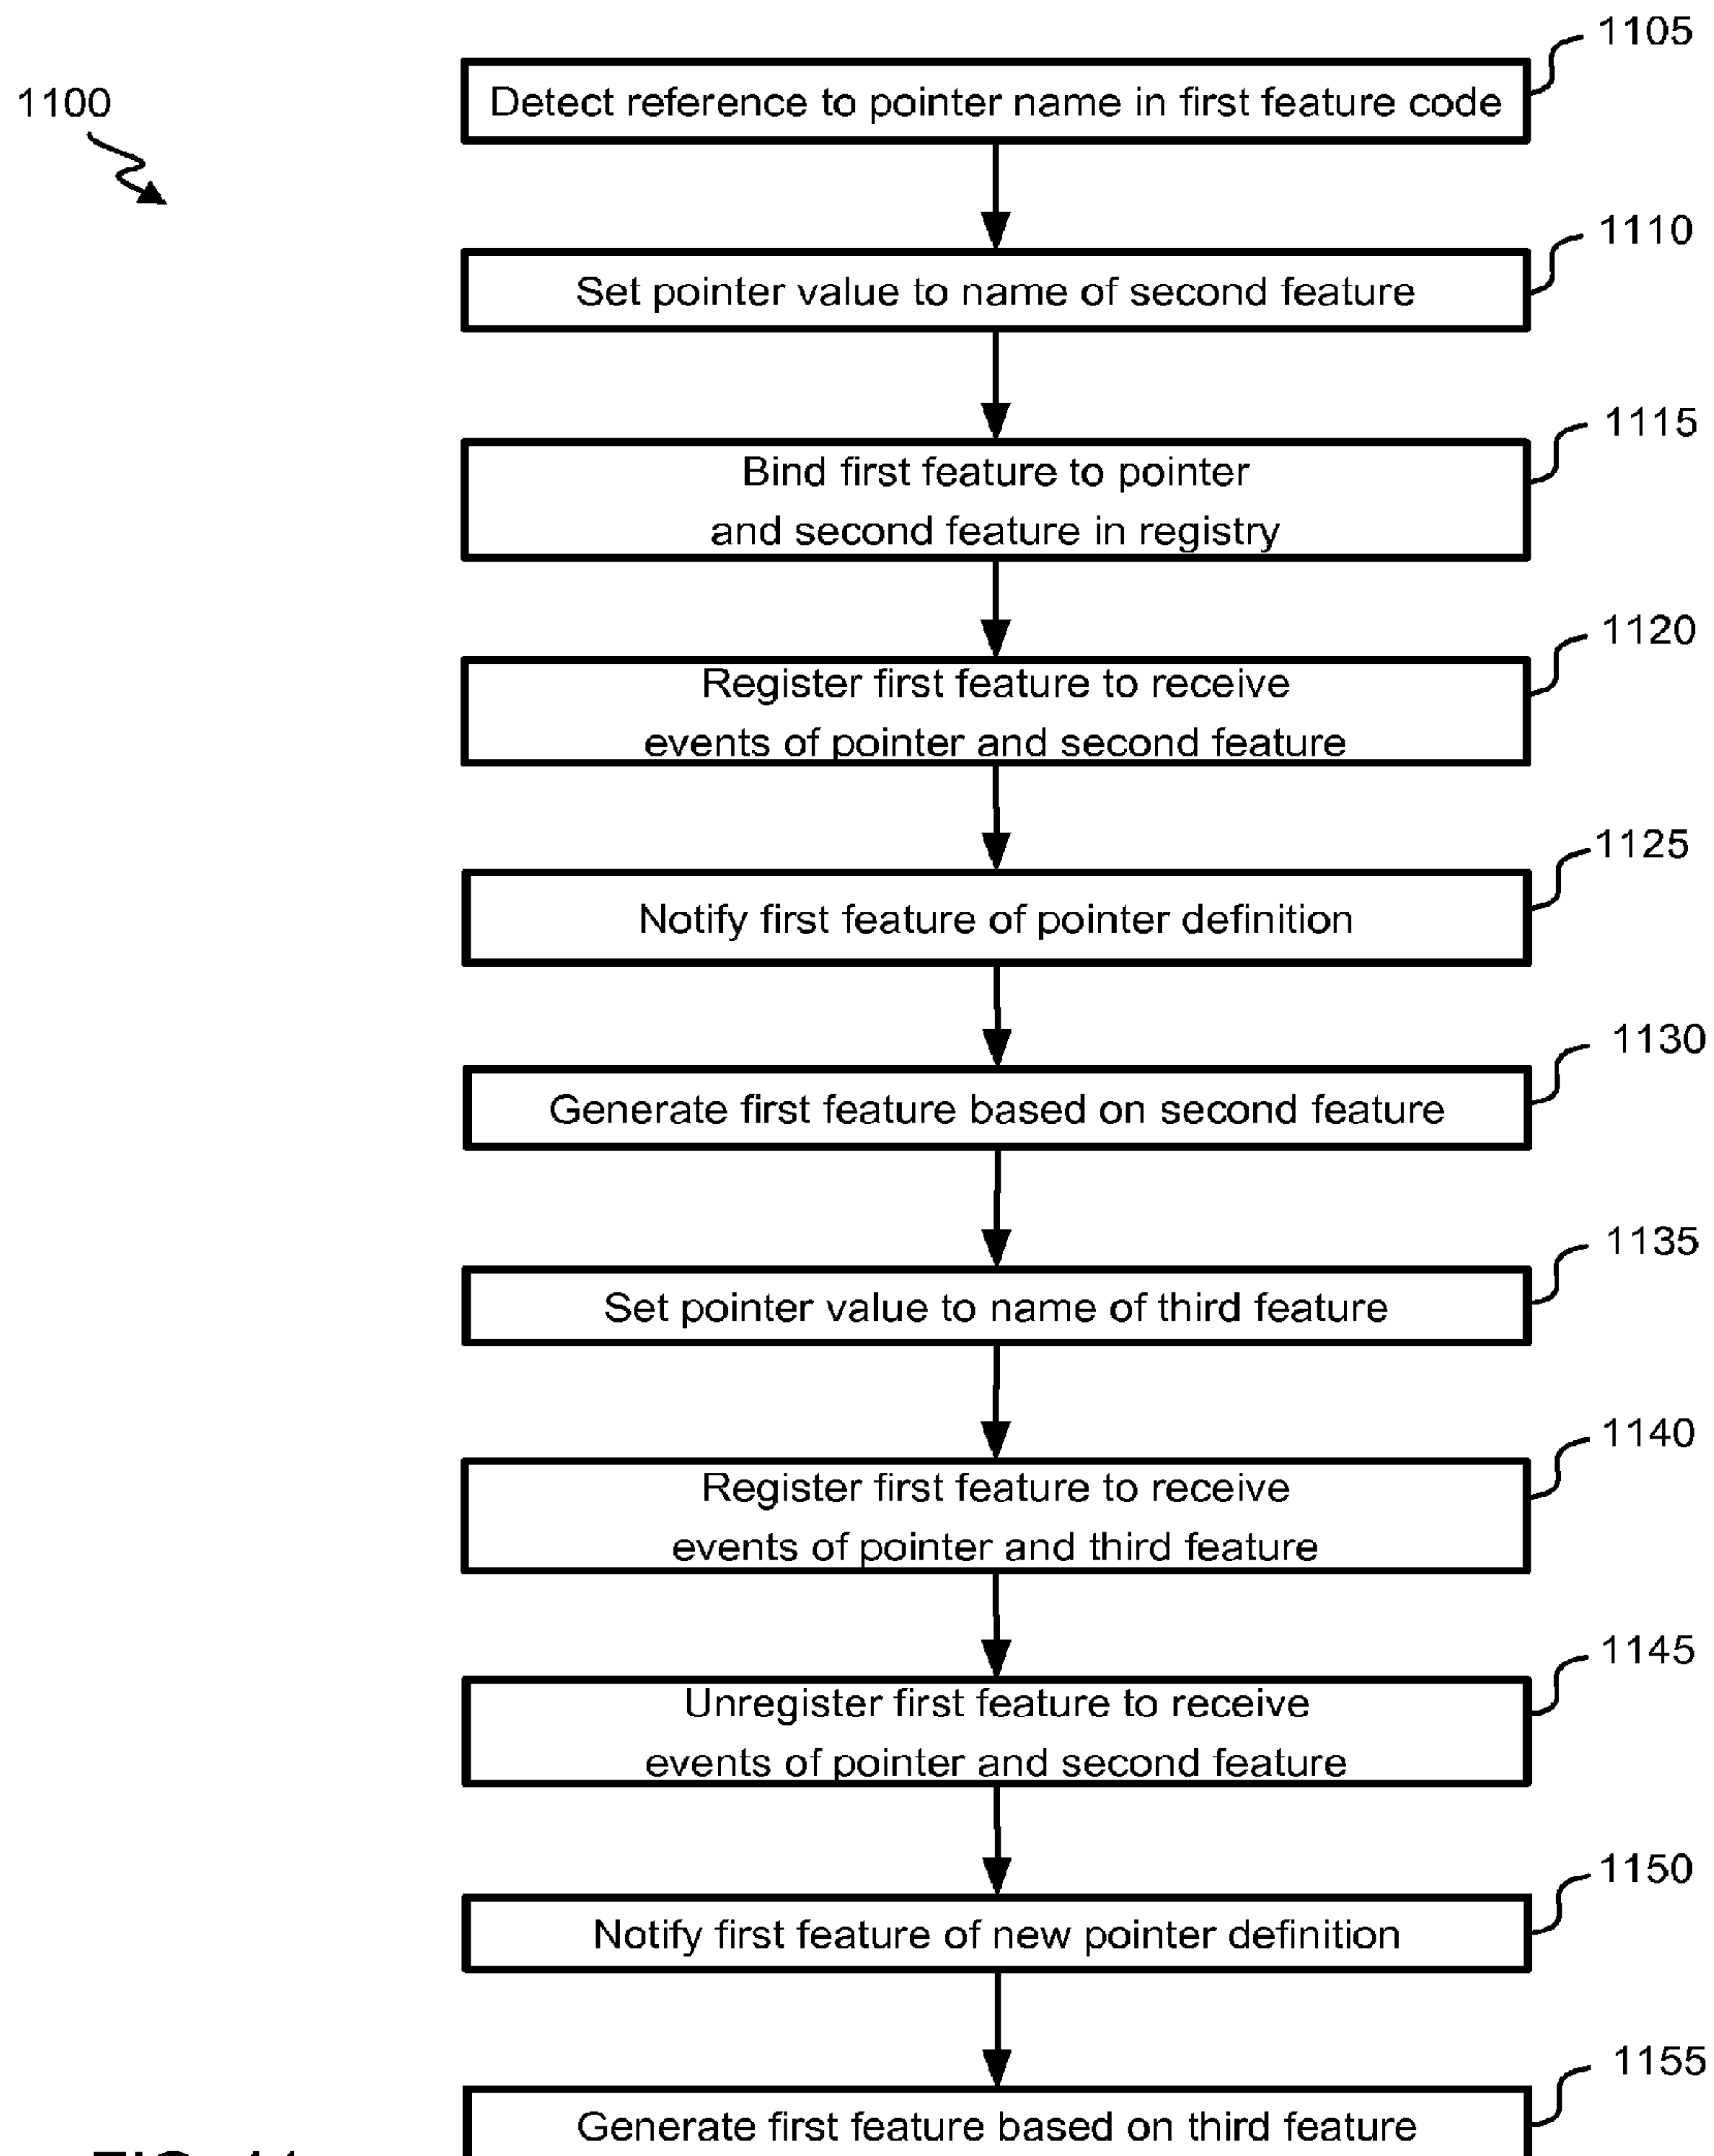 1105
1100
Detect reference to pointer name in first feature code
1110
Set pointer value to name of second feature
1115
Bind first feature to pointer
and second feature in registry
1120
Register first feature to receive
events of pointer and second feature
1125
Notify first feature of pointer definition
1130
Generate first feature based on second feature
1135
Set pointer value to name of third feature
1140
Register first feature to receive
events of pointer and third feature
1145
Unregister first feature to receive
events of pointer and second feature
1150
Notify first feature of new pointer definition
1155
Generate first feature based on third feature